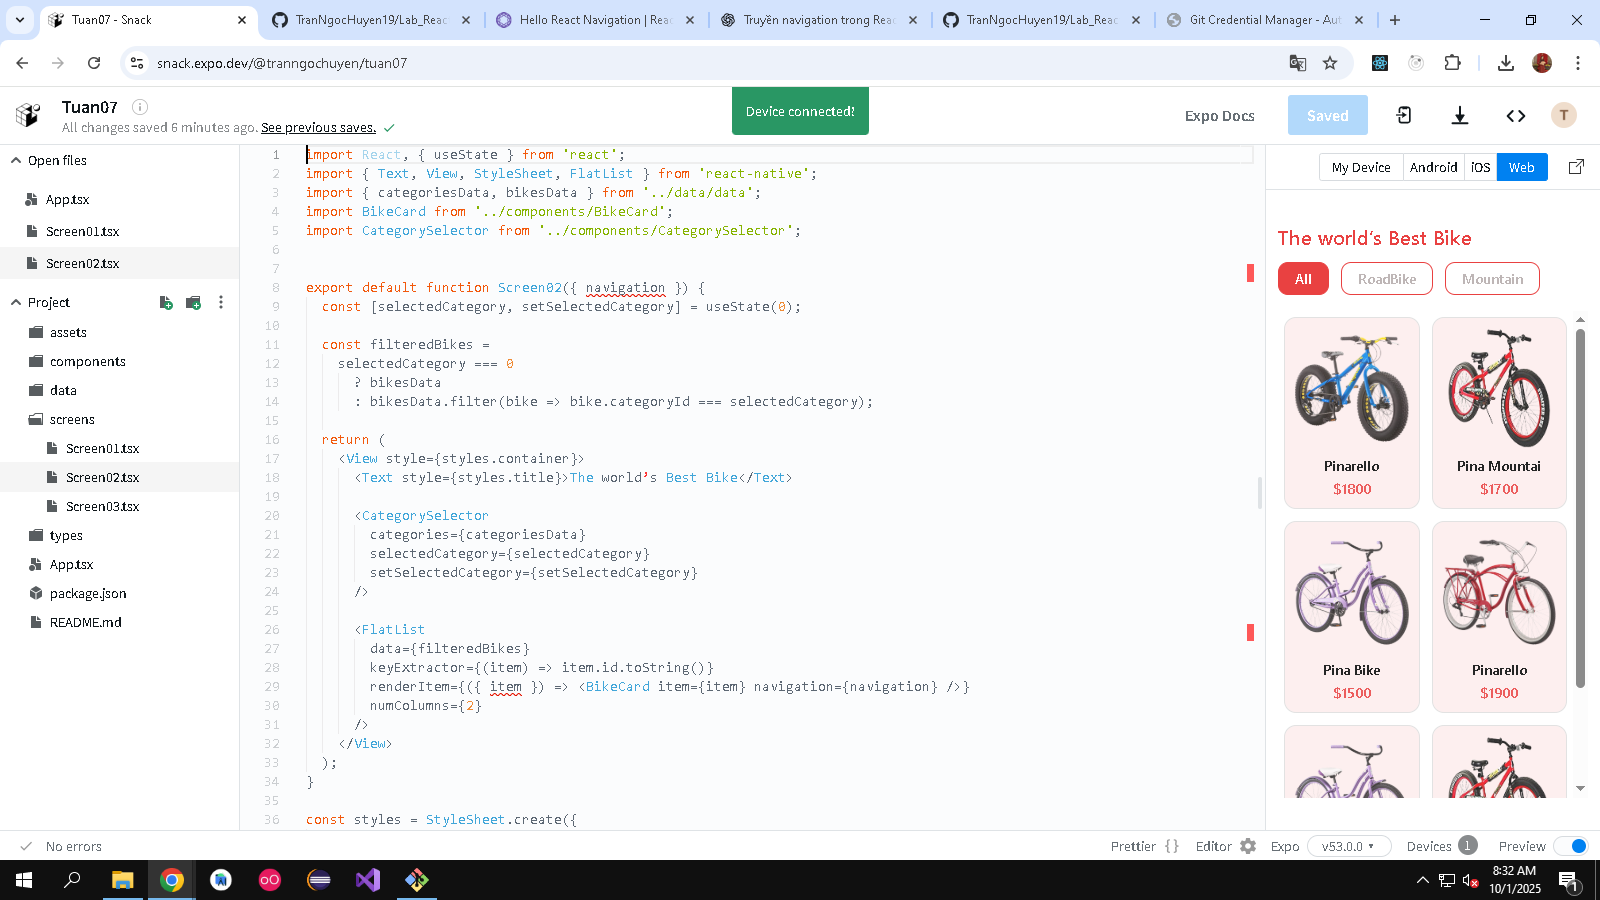 Tuan07 - Snack
TranNgocHuyen19/Lab_Reac
Hello React Navigation | Reac
Truyền navigation trong Reac
TranNgocHuyen19/Lab_Reac
Git Credential Manager - Aut
snack.expo.dev/@tranngochuyen/tuan07
Tuan07
All changes saved 6 minutes ago. See previous saves.
Device connected!
Expo Docs
Saved
T
Open files
App.tsx
Screen01.tsx
Screen02.tsx
Project
assets
components
data
screens
Screen01.tsx
Screen02.tsx
Screen03.tsx
types
App.tsx
package.json
README.md
1 import React, { useState } from 'react';
2 import { Text, View, StyleSheet, FlatList } from 'react-native';
3 import { categoriesData, bikesData } from '../data/data';
4 import BikeCard from '../components/BikeCard';
5 import CategorySelector from '../components/CategorySelector';
6
7
8 export default function Screen02({ navigation }) {
9 const [selectedCategory, setSelectedCategory] = useState(0);
10
11 const filteredBikes =
12 selectedCategory === 0
13 ? bikesData
14 : bikesData.filter(bike => bike.categoryId === selectedCategory);
15
16 return (
17 <View style={styles.container}>
18 <Text style={styles.title}>The world’s Best Bike</Text>
19
20 <CategorySelector
21 categories={categoriesData}
22 selectedCategory={selectedCategory}
23 setSelectedCategory={setSelectedCategory}
24 />
25
26 <FlatList
27 data={filteredBikes}
28 keyExtractor={(item) => item.id.toString()}
29 renderItem={({ item }) => <BikeCard item={item} navigation={navigation} />}
30 numColumns={2}
31 />
32 </View>
33 );
34 }
35
36 const styles = StyleSheet.create({
My Device Android iOS Web
The world’s Best Bike
All RoadBike Mountain
Pinarello
$1800
Pina Mountai
$1700
Pina Bike
$1500
Pinarello
$1900
No errors
Prettier {} Editor Expo v53.0.0 Devices 1 Preview
8:32 AM
10/1/2025
1